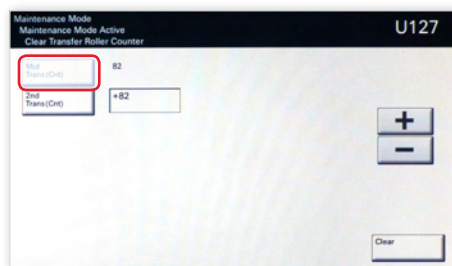 Maintenance Mode
Maintenance Mode Active
Clear Transfer Roller Counter
U127
Mid
Trans(Cnt)
82
2nd
Trans(Cnt)
+82
+
−
Clear